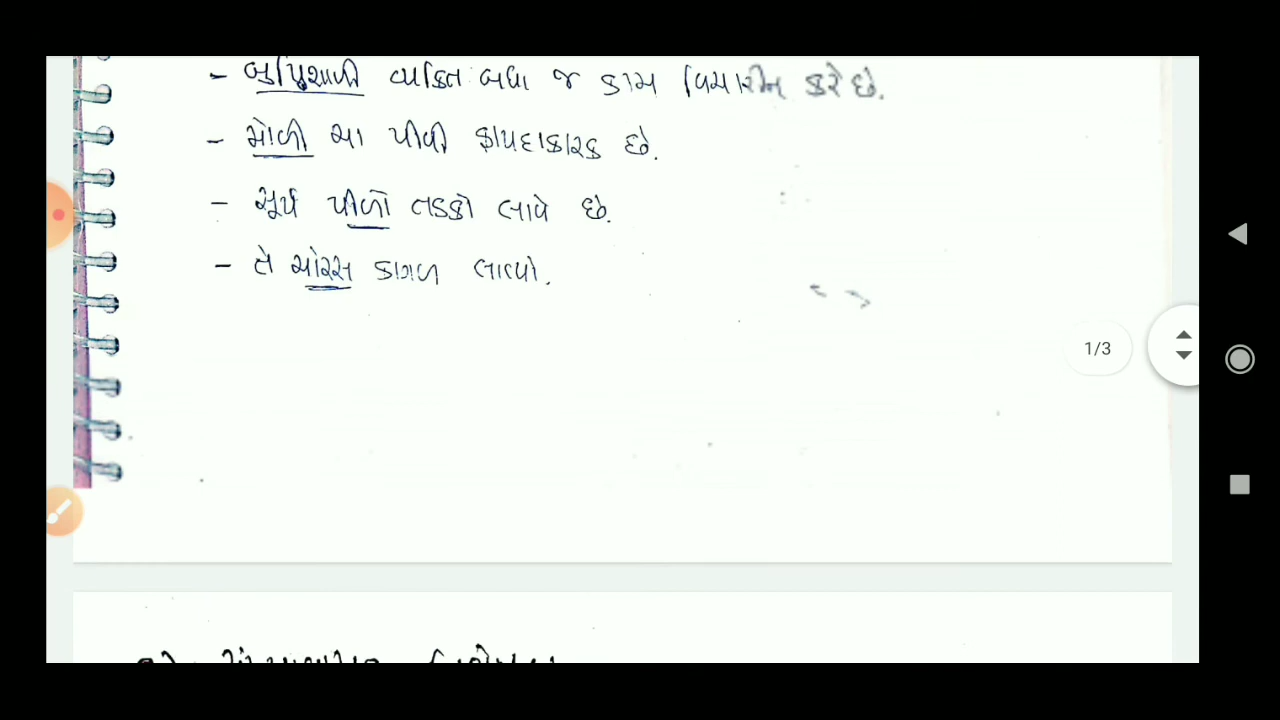 - બુદ્ધિશાળી વ્યક્તિ બધા જ કામ વિચારીને કરે છે.
- મોળી ચા પીવી ફાયદાકારક છે.
- સૂર્ય પીળો તડકો લાવે છે.
- તે ચોરસ કાગળ લાવ્યો.
1/3